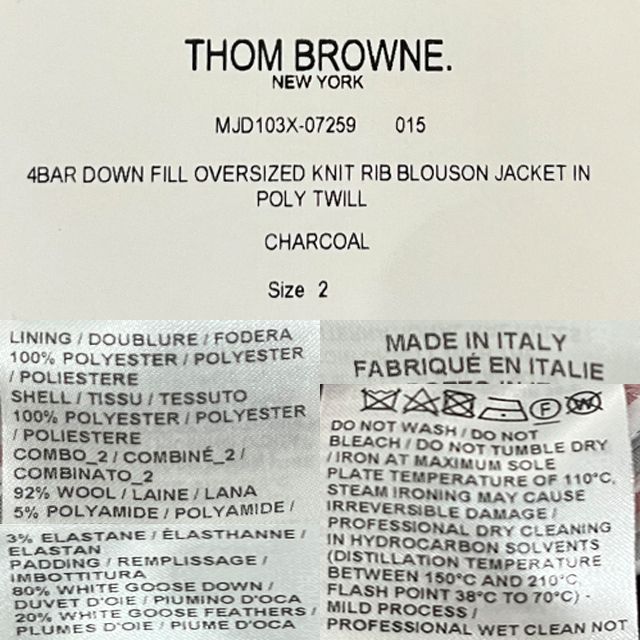 THOM BROWNE.
NEW YORK
MJD103X-07259 015
4BAR DOWN FILL OVERSIZED KNIT RIB BLOUSON JACKET IN
POLY TWILL
CHARCOAL
Size 2
LINING / DOUBLURE / FODERA
100% POLYESTER / POLYESTER
/ POLIESTERE
SHELL / TISSU / TESSUTO
100% POLYESTER / POLYESTER
/ POLIESTERE
COMBO_2 / COMBINÉ_2 /
COMBINATO_2
92% WOOL / LAINE / LANA
5% POLYAMIDE / POLYAMIDE /
3% ELASTANE / ÉLASTHANNE /
ELASTAN
PADDING / REMPLISSAGE /
IMBOTTITURA
80% WHITE GOOSE DOWN /
DUVET D'OIE / PIUMINO D'OCA
20% WHITE GOOSE FEATHERS /
PLUMES D'OIE / PIUME D'OCA
MADE IN ITALY
FABRIQUÉ EN ITALIE
DO NOT WASH / DO NOT
BLEACH / DO NOT TUMBLE DRY
/ IRON AT MAXIMUM SOLE
PLATE TEMPERATURE OF 110°C,
STEAM IRONING MAY CAUSE
IRREVERSIBLE DAMAGE /
PROFESSIONAL DRY CLEANING
IN HYDROCARBON SOLVENTS
(DISTILLATION TEMPERATURE
BETWEEN 150°C AND 210°C,
FLASH POINT 38°C TO 70°C) -
MILD PROCESS /
PROFESSIONAL WET CLEAN NOT